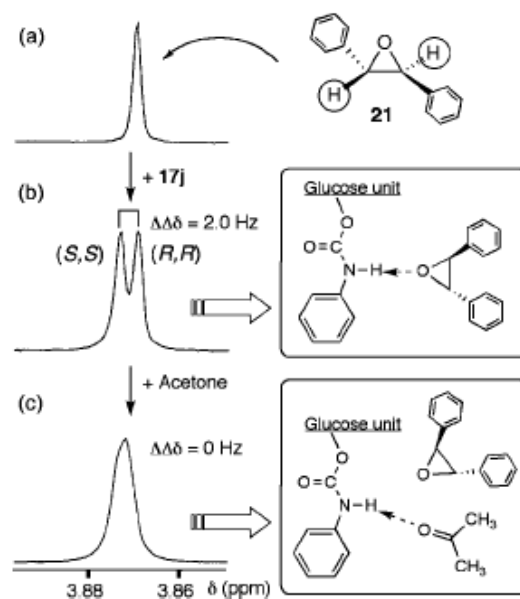 (a)
O
H
H
21
+ 17j
(b)
ΔΔδ = 2.0 Hz
(S,S)
(R,R)
Glucose unit
O
O=C
N-H
O
+ Acetone
(c)
ΔΔδ = 0 Hz
Glucose unit
O
O=C
N-H
O
O
CH3
CH3
3.88
3.86
δ (ppm)